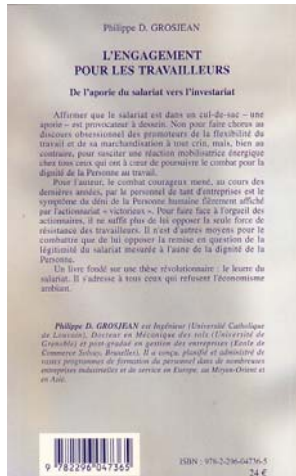 Philippe D. GROSJEAN
L'ENGAGEMENT
POUR LES TRAVAILLEURS
De l'aporie du salariat vers l'investariat
Affirmer que le salariat est dans un cul-de-sac – une
aporie – est provocateur à dessein. Non pour faire chorus au
discours obsessionnel des promoteurs de la flexibilité du
travail et de sa marchandisation à tout crin, mais, bien au
contraire, pour susciter une réaction mobilisatrice énergique
chez tous ceux qui ont à coeur de poursuivre le combat pour la
dignité de la Personne au travail.
Pour l'auteur, le combat courageux mené, au cours des
dernières années, par le personnel de tant d'entreprises est le
symptôme du déni de la Personne humaine fièrement affiché
par l'actionnariat « victorieux ». Pour faire face à l'orgueil des
actionnaires, il ne suffit plus de lui opposer la seule force de
résistance des travailleurs. Il n'est d'autres moyens pour le
combattre que de lui opposer la remise en question de la
légitimité du salariat mesurée à l'aune de la dignité de la
Personne.
Un livre fondé sur une thèse révolutionnaire : le leurre du
salariat. Il s'adresse à tous ceux qui refusent l'économisme
ambiant.
Philippe D. GROSJEAN est Ingénieur (Université Catholique
de Louvain), Docteur en Mécanique des sols (Université de
Grenoble) et post-gradué en gestion des entreprises (Ecole de
Commerce Solvay, Bruxelles). Il a conçu, planifié et administré de
vastes programmes de formation du personnel dans de nombreuses
entreprises industrielles et de service en Europe, au Moyen-Orient et
en Asie.
9 782296 047365
ISBN : 978-2-296-04736-5
24 €